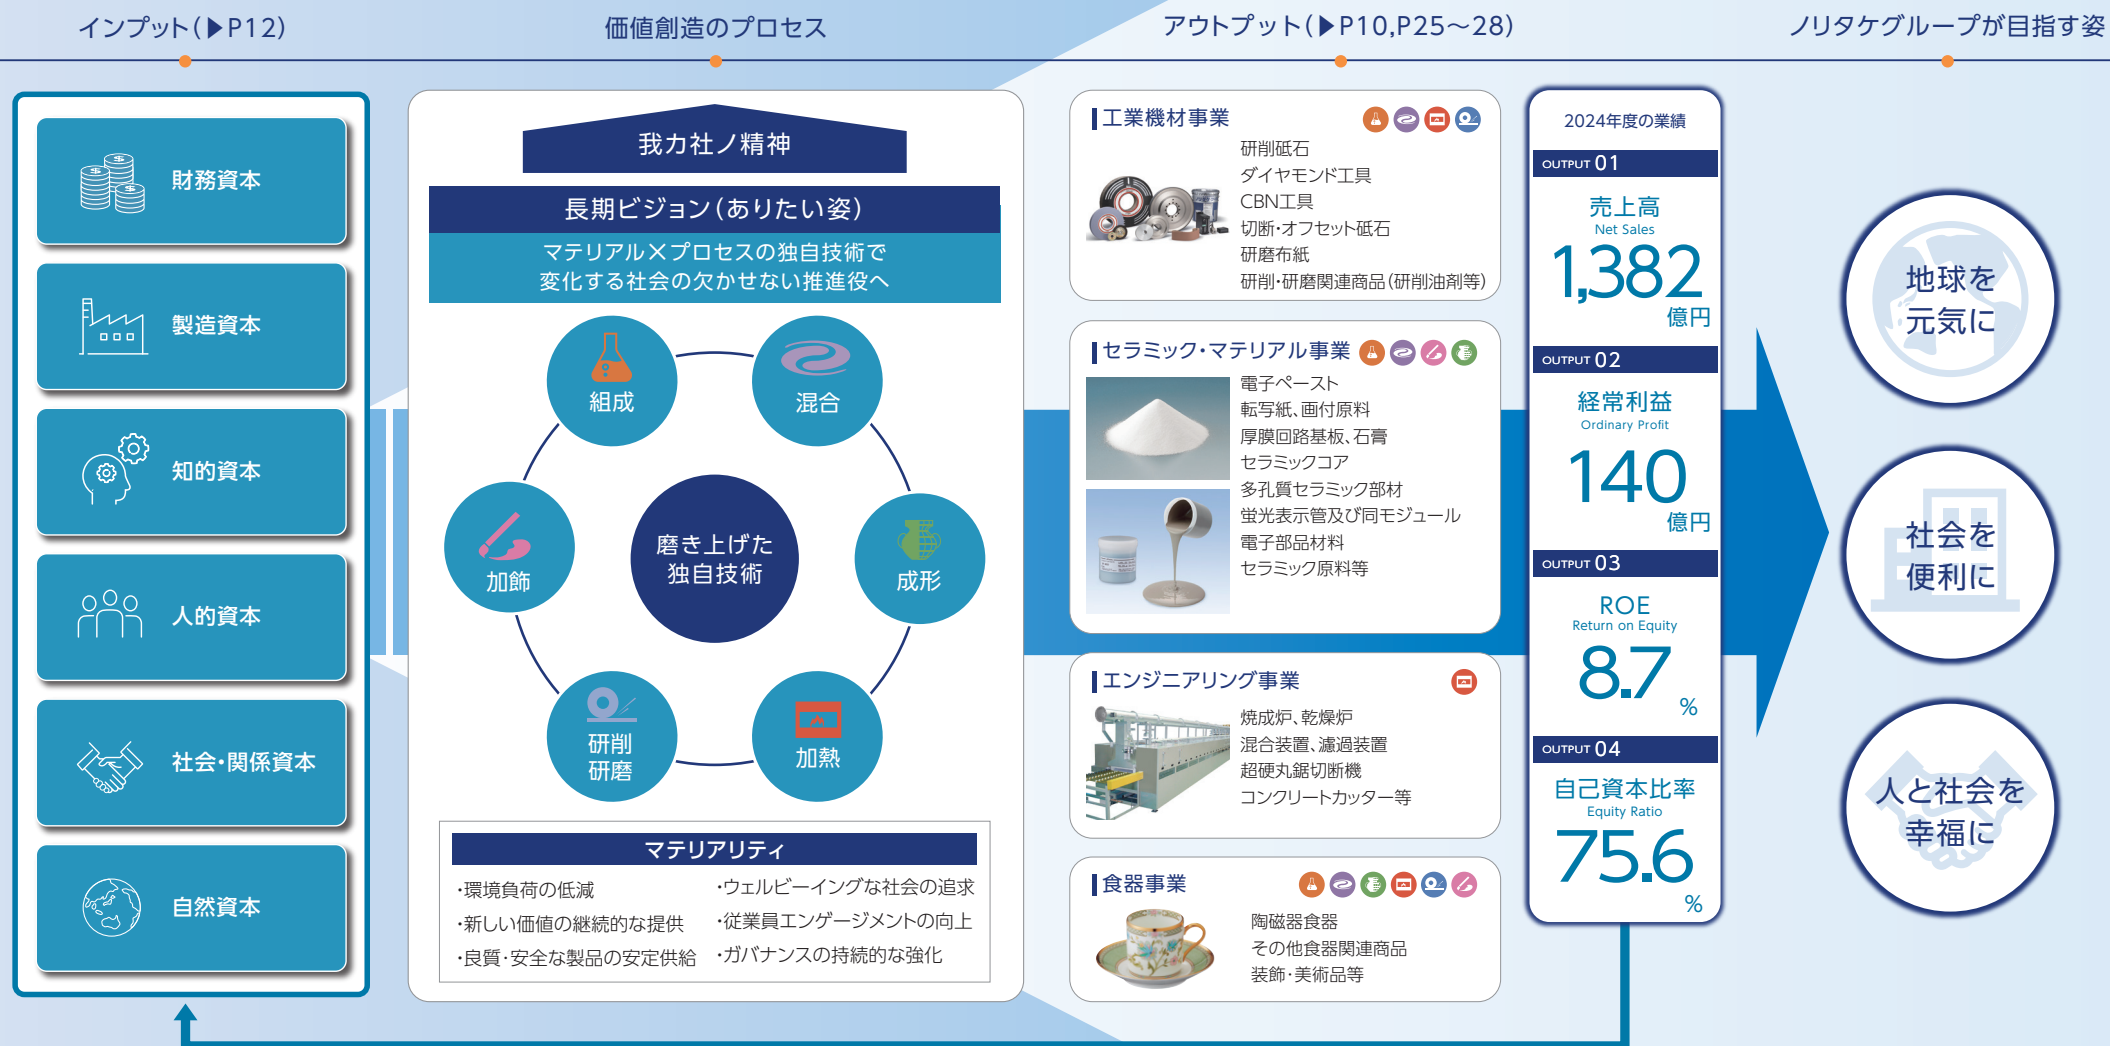 インプット(▶P12)
価値創造のプロセス
アウトプット(▶P10,P25〜28)
ノリタケグループが目指す姿
財務資本
製造資本
知的資本
人的資本
社会・関係資本
自然資本
我カ社ノ精神
長期ビジョン(ありたい姿)
マテリアル×プロセスの独自技術で
変化する社会の欠かせない推進役へ
組成
混合
加飾
磨き上げた
独自技術
成形
研削
研磨
加熱
マテリアリティ
・環境負荷の低減
・新しい価値の継続的な提供
・良質・安全な製品の安定供給
・ウェルビーイングな社会の追求
・従業員エンゲージメントの向上
・ガバナンスの持続的な強化
工業機材事業
研削砥石
ダイヤモンド工具
CBN工具
切断・オフセット砥石
研磨布紙
研削・研磨関連商品(研削油剤等)
セラミック・マテリアル事業
電子ペースト
転写紙、画付原料
厚膜回路基板、石膏
セラミックコア
多孔質セラミック部材
蛍光表示管及び同モジュール
電子部品材料
セラミック原料等
エンジニアリング事業
焼成炉、乾燥炉
混合装置、濾過装置
超硬丸鋸切断機
コンクリートカッター等
食器事業
陶磁器食器
その他食器関連商品
装飾・美術品等
2024年度の業績
OUTPUT 01
売上高
Net Sales
1,382
億円
OUTPUT 02
経常利益
Ordinary Profit
140
億円
OUTPUT 03
ROE
Return on Equity
8.7
%
OUTPUT 04
自己資本比率
Equity Ratio
75.6
%
地球を
元気に
社会を
便利に
人と社会を
幸福に